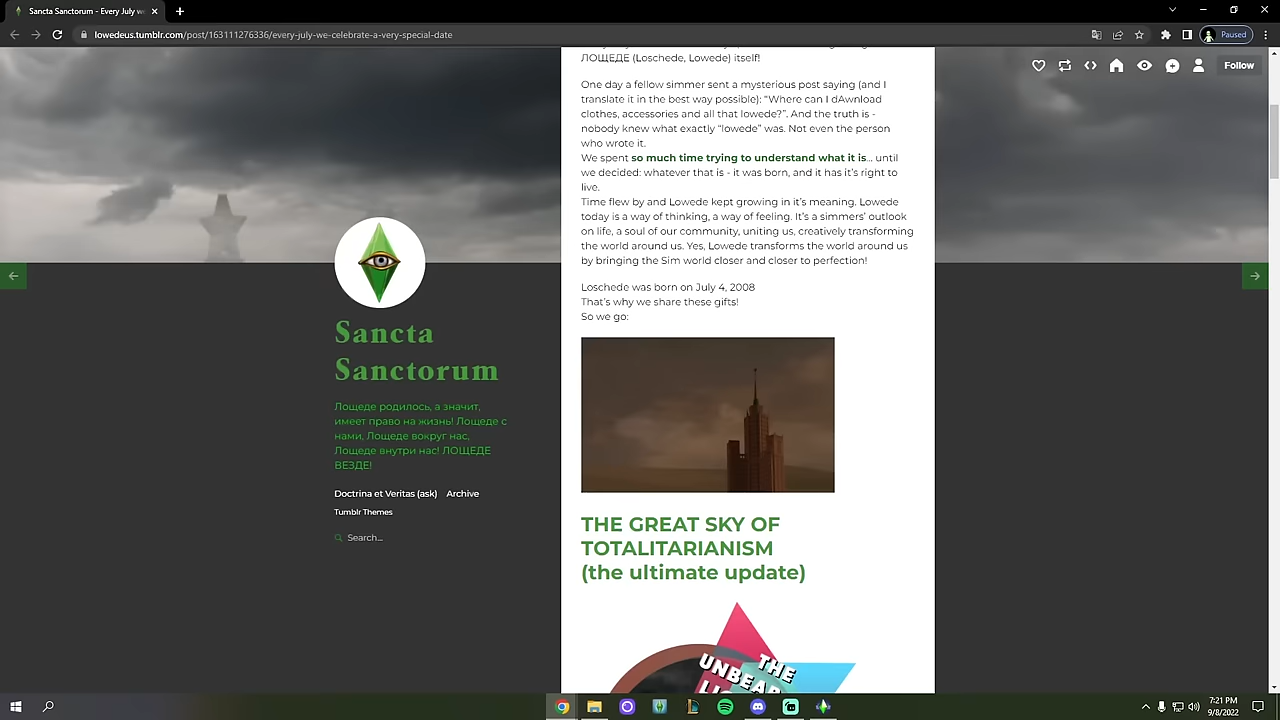 Sancta Sanctorum - Every July we
lowedeus.tumblr.com/post/163111276336/every-july-we-celebrate-a-very-special-date
Paused
Follow
ЛОЩЕДЕ (Loschede, Lowede) itself!
One day a fellow simmer sent a mysterious post saying (and I
translate it in the best way possible): “Where can I dAwnload
clothes, accessories and all that lowede?”. And the truth is -
nobody knew what exactly “lowede” was. Not even the person
who wrote it.
We spent so much time trying to understand what it is... until
we decided: whatever that is - it was born, and it has it’s right to
live.
Time flew by and Lowede kept growing in it’s meaning. Lowede
today is a way of thinking, a way of feeling. It’s a simmers’ outlook
on life, a soul of our community, uniting us, creatively transforming
the world around us. Yes, Lowede transforms the world around us
by bringing the Sim world closer and closer to perfection!
Loschede was born on July 4, 2008
That’s why we share these gifts!
So we go:
Sancta
Sanctorum
Лощеде родилось, а значит,
имеет право на жизнь! Лощеде с
нами, Лощеде вокруг нас,
Лощеде внутри нас! ЛОЩЕДЕ
ВЕЗДЕ!
Doctrina et Veritas (ask) Archive
Tumblr Themes
Search...
THE GREAT SKY OF
TOTALITARIANISM
(the ultimate update)
THE
7:21 PM
9/8/2022